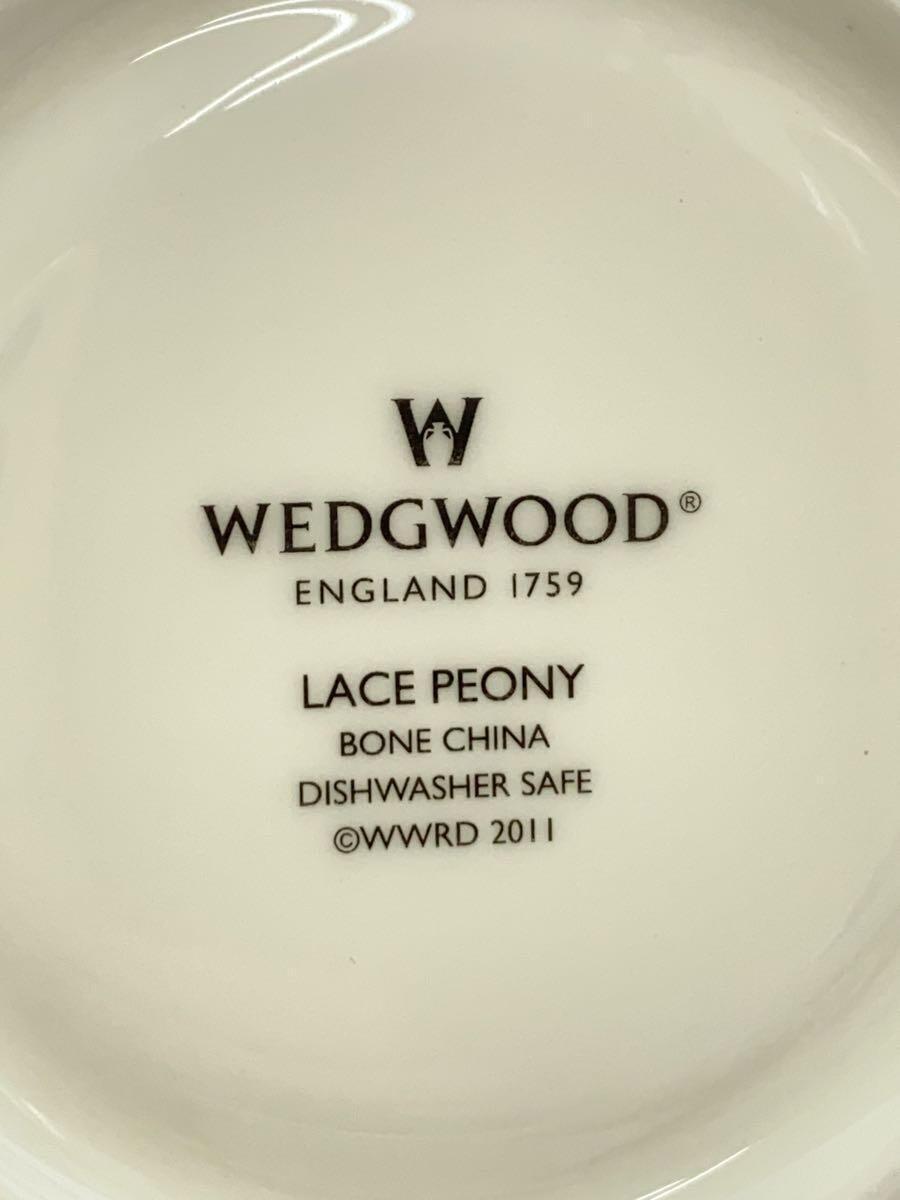 W
WEDGWOOD®
ENGLAND 1759
LACE PEONY
BONE CHINA
DISHWASHER SAFE
©WWRD 2011